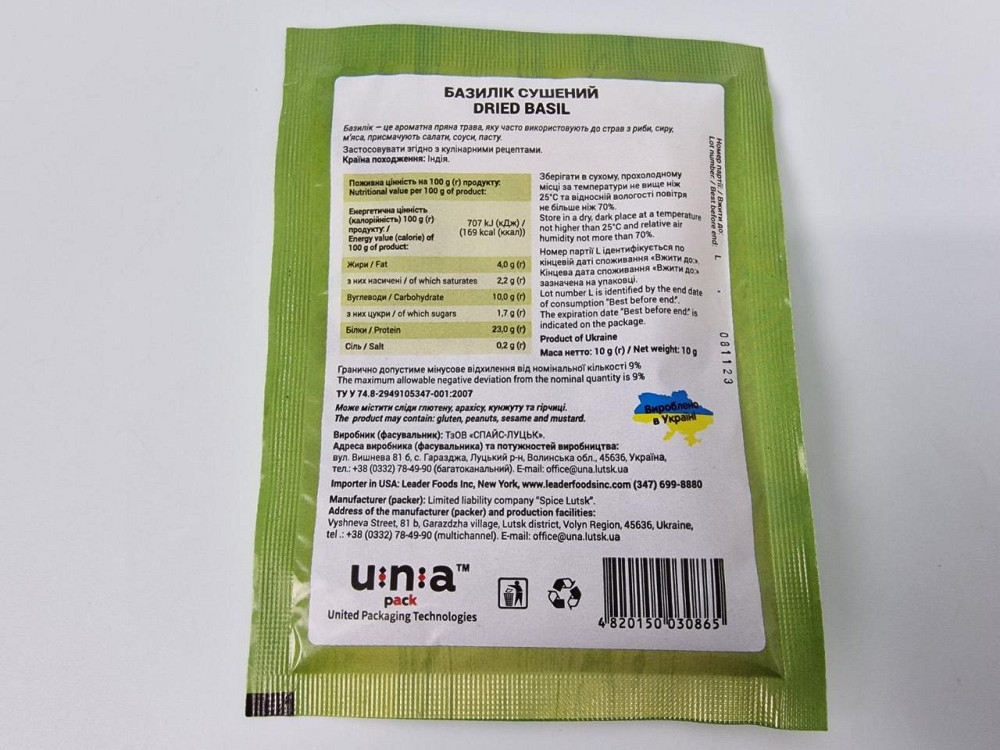 БАЗИЛІК СУШЕНИЙ
DRIED BASIL
Базилік – це ароматна пряна трава, яку часто використовують до страв з риби, сиру,
м'яса, присмачують салати, соуси, пасту.
Застосовувати згідно з кулінарними рецептами.
Країна походження: Індія.
Поживна цінність на 100 g (г) продукту:
Nutritional value per 100 g of product:
Енергетична цінність
(калорійність) 100 g (г)
продукту: /
Energy value (calorie) of
100 g of product:
707 kJ (кДж) /
(169 kcal (ккал))
Жири / Fat 4,0 g (г)
з них насичені / of which saturates 2,2 g (г)
Вуглеводи / Carbohydrate 10,0 g (г)
з них цукри / of which sugars 1,7 g (г)
Білки / Protein 23,0 g (г)
Сіль / Salt 0,2 g (г)
Зберігати в сухому, прохолодному
місці за температури не вище ніж
25°C та відносній вологості повітря
не більше ніж 70%.
Store in a dry, dark place at a temperature
not higher than 25°C and relative air
humidity not more than 70%.
Номер партії L ідентифікується по
кінцевій даті споживання «Вжити до:».
Кінцева дата споживання «Вжити до:»
зазначена на упаковці.
Lot number L is identified by the end date
of consumption "Best before end:".
The expiration date "Best before end:" is
indicated on the package.
Product of Ukraine
Маса нетто: 10 g (г) / Net weight: 10 g
Номер партії: / Вжити до:
Lot number: / Best before end: L
081123
Гранично допустиме мінусове відхилення від номінальної кількості 9%
The maximum allowable negative deviation from the nominal quantity is 9%
ТУ У 74.8-2949105347-001:2007
Може містити сліди глютену, арахісу, кунжуту та гірчиці.
The product may contain: gluten, peanuts, sesame and mustard.
Вироблено
в Україні
Виробник (фасувальник): ТзОВ «СПАЙС-ЛУЦЬК».
Адреса виробника (фасувальника) та потужностей виробництва:
вул. Вишнева 81 б, с. Гаразджа, Луцький р-н, Волинська обл., 45636, Україна,
тел.: +38 (0332) 78-49-90 (багатоканальний). E-mail: office@una.lutsk.ua
Importer in USA: Leader Foods Inc, New York, www.leaderfoodsinc.com (347) 699-8880
Manufacturer (packer): Limited liability company "Spice Lutsk".
Address of the manufacturer (packer) and production facilities:
Vyshneva Street, 81 b, Garazdzha village, Lutsk district, Volyn Region, 45636, Ukraine,
tel .: +38 (0332) 78-49-90 (multichannel). E-mail: office@una.lutsk.ua
u:n:a™
pack
United Packaging Technologies
4 820150 030865